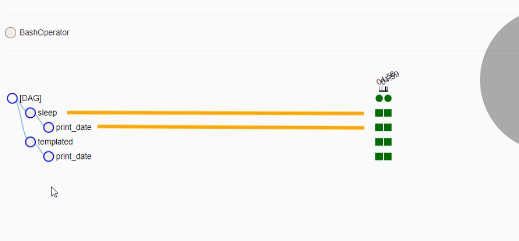 BashOperator
[DAG]
sleep
print_date
templated
print_date